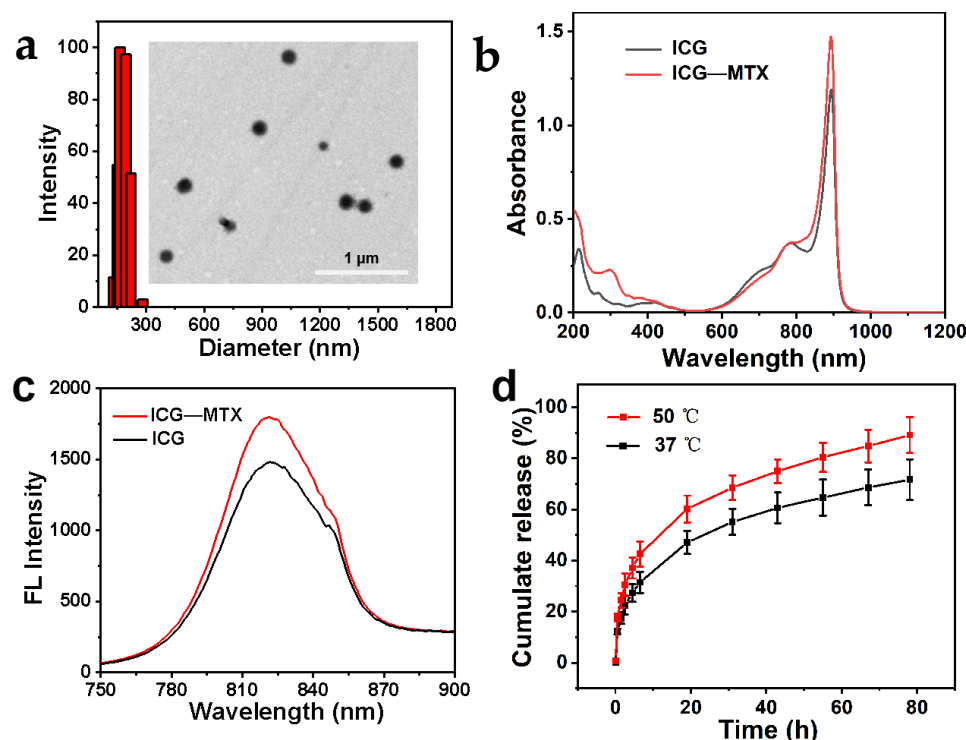 a
Intensity
100
80
60
40
20
0
1 µm
300
600
900
1200
1500
1800
Diameter (nm)
b
Absorbance
1.5
1.0
0.5
0.0
ICG
ICG—MTX
200
400
600
800
1000
1200
Wavelength (nm)
c
FL Intensity
2000
1500
1000
500
0
ICG—MTX
ICG
750
780
810
840
870
900
Wavelength (nm)
d
Cumulate release (%)
100
80
60
40
20
0
50 ℃
37 ℃
0
20
40
60
80
Time (h)